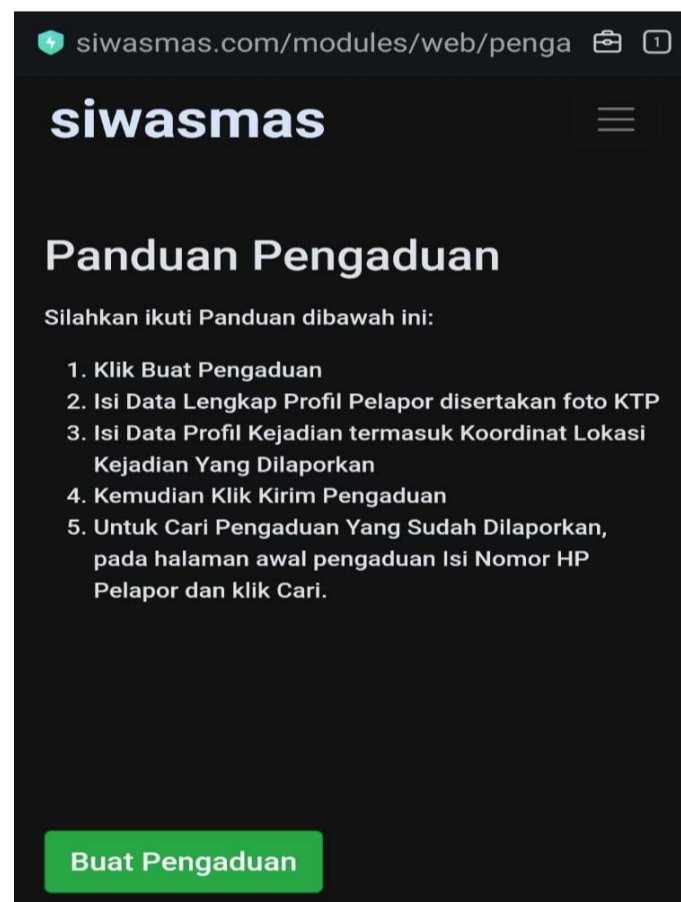 siwasmas.com/modules/web/penga 1
siwasmas
Panduan Pengaduan
Silahkan ikuti Panduan dibawah ini:
1. Klik Buat Pengaduan
2. Isi Data Lengkap Profil Pelapor disertakan foto KTP
3. Isi Data Profil Kejadian termasuk Koordinat Lokasi
Kejadian Yang Dilaporkan
4. Kemudian Klik Kirim Pengaduan
5. Untuk Cari Pengaduan Yang Sudah Dilaporkan,
pada halaman awal pengaduan Isi Nomor HP
Pelapor dan klik Cari.
Buat Pengaduan